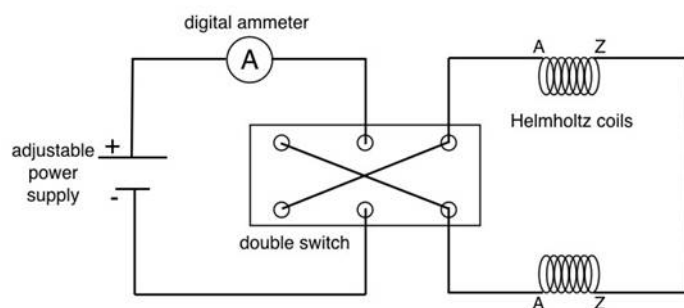 digital ammeter
A
A Z
Helmholtz coils
+
adjustable
power
supply
-
double switch
A Z